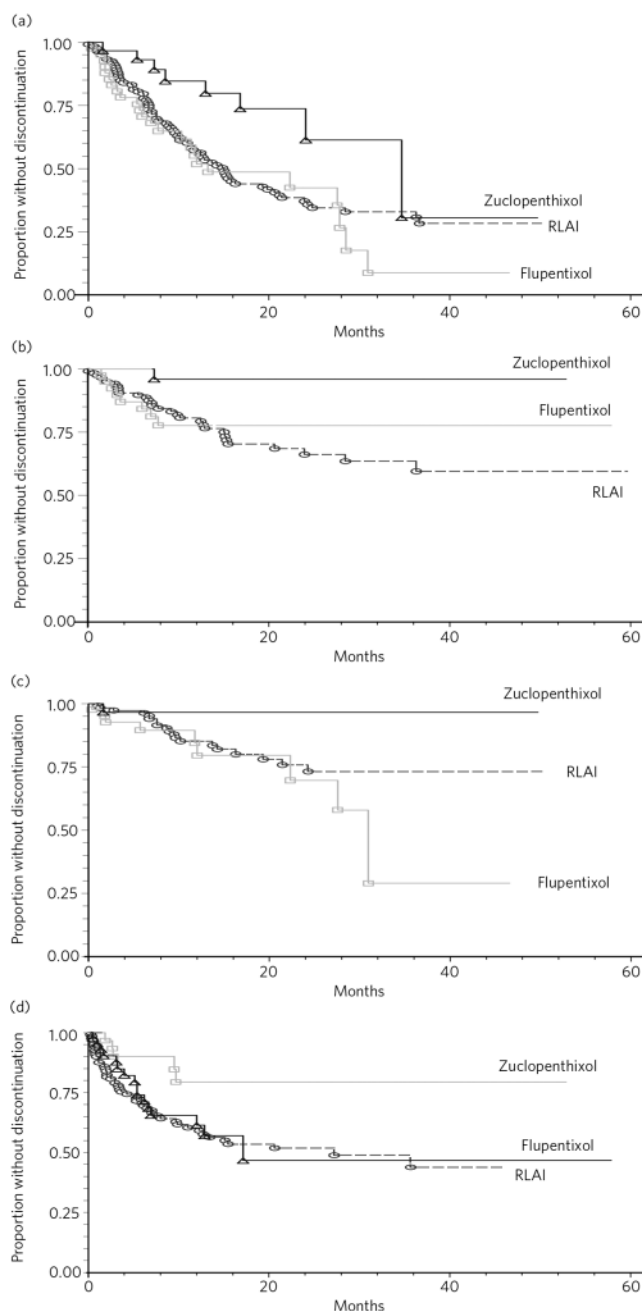 (a)
1.00
0.75
0.50
0.25
0.00
Proportion without discontinuation
Zuclopenthixol
RLAI
Flupentixol
0 20 40 60
Months
(b)
1.00
0.75
0.50
0.25
0.00
Proportion without discontinuation
Zuclopenthixol
Flupentixol
RLAI
0 20 40 60
Months
(c)
1.00
0.75
0.50
0.25
0.00
Proportion without discontinuation
Zuclopenthixol
RLAI
Flupentixol
0 20 40 60
Months
(d)
1.00
0.75
0.50
0.25
0.00
Proportion without discontinuation
Zuclopenthixol
Flupentixol
RLAI
0 20 40 60
Months